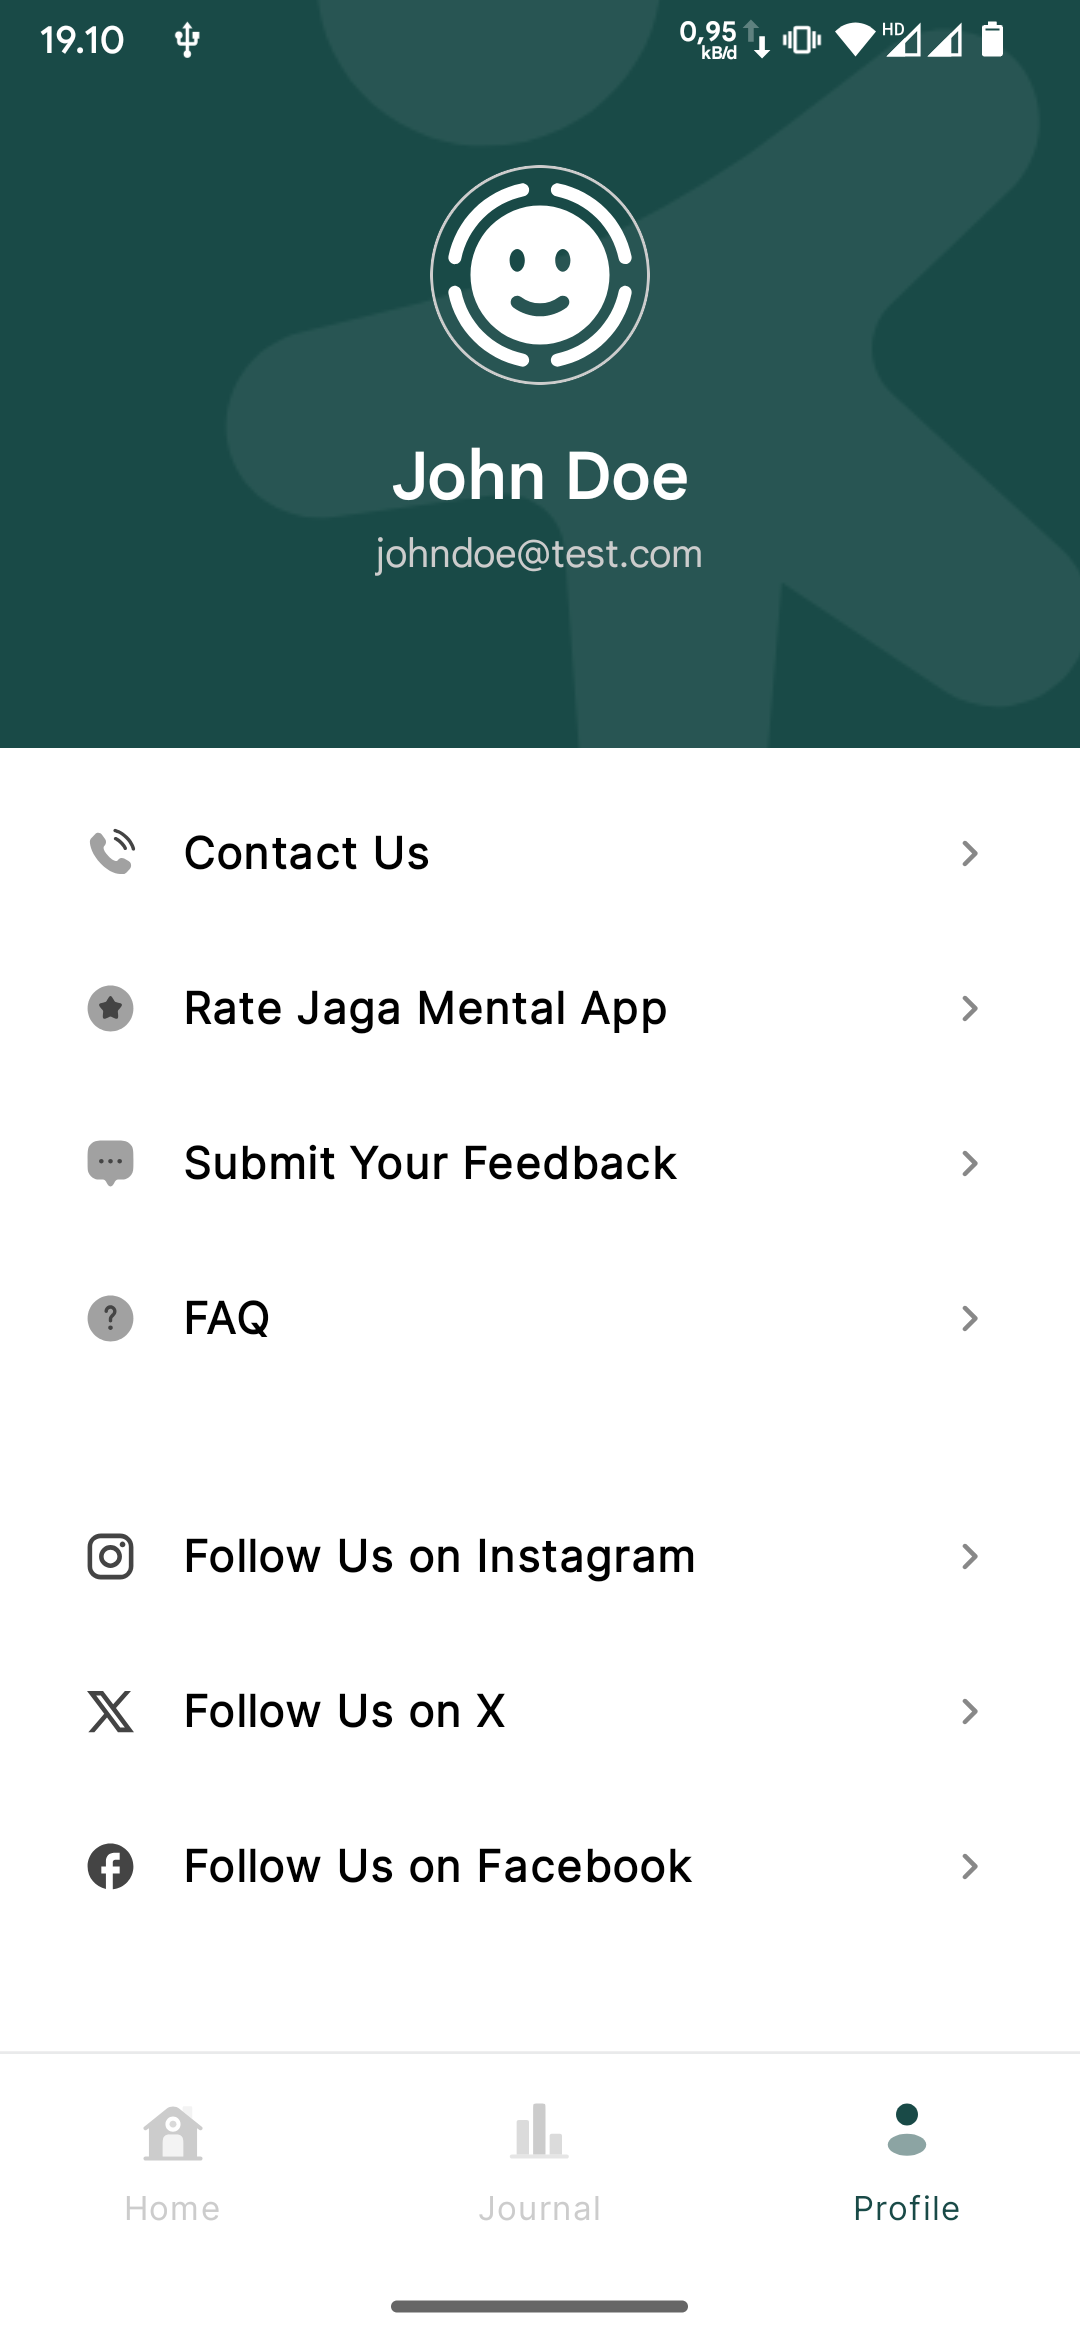 19.10
0,95
kB/d
HD
John Doe
johndoe@test.com
Contact Us
Rate Jaga Mental App
Submit Your Feedback
FAQ
Follow Us on Instagram
Follow Us on X
Follow Us on Facebook
Home
Journal
Profile